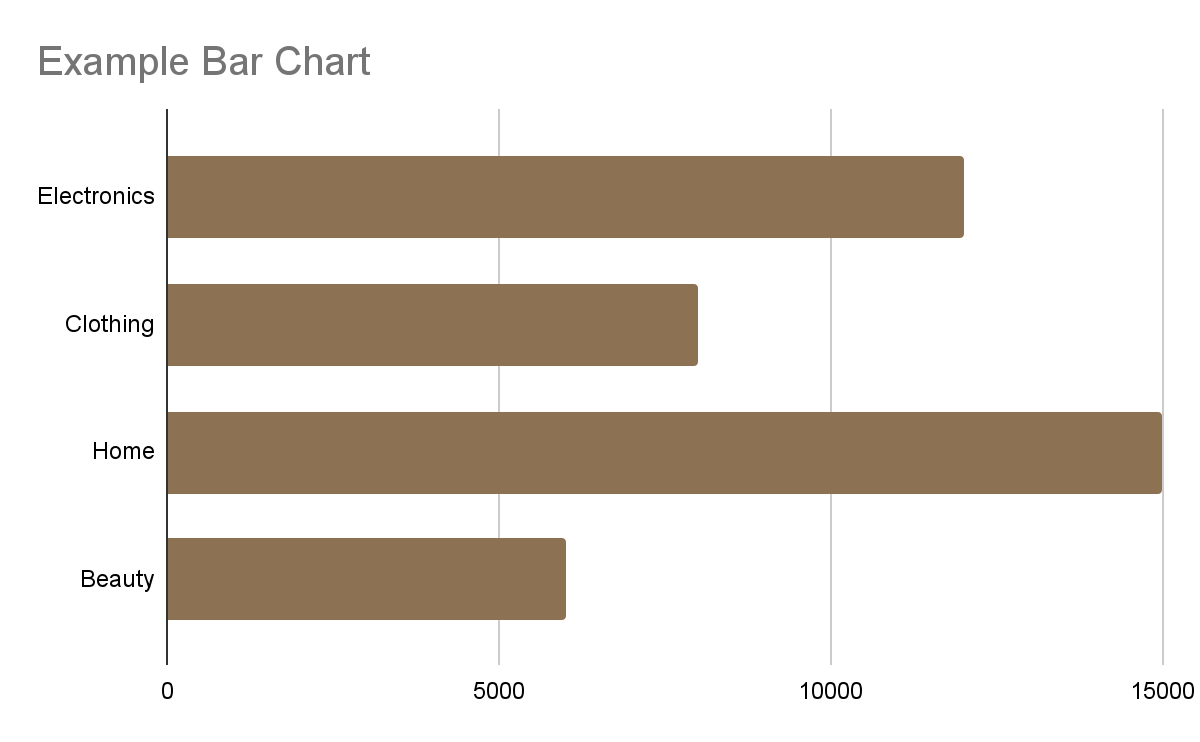 Example Bar Chart
Electronics
Clothing
Home
Beauty
0 5000 10000 15000